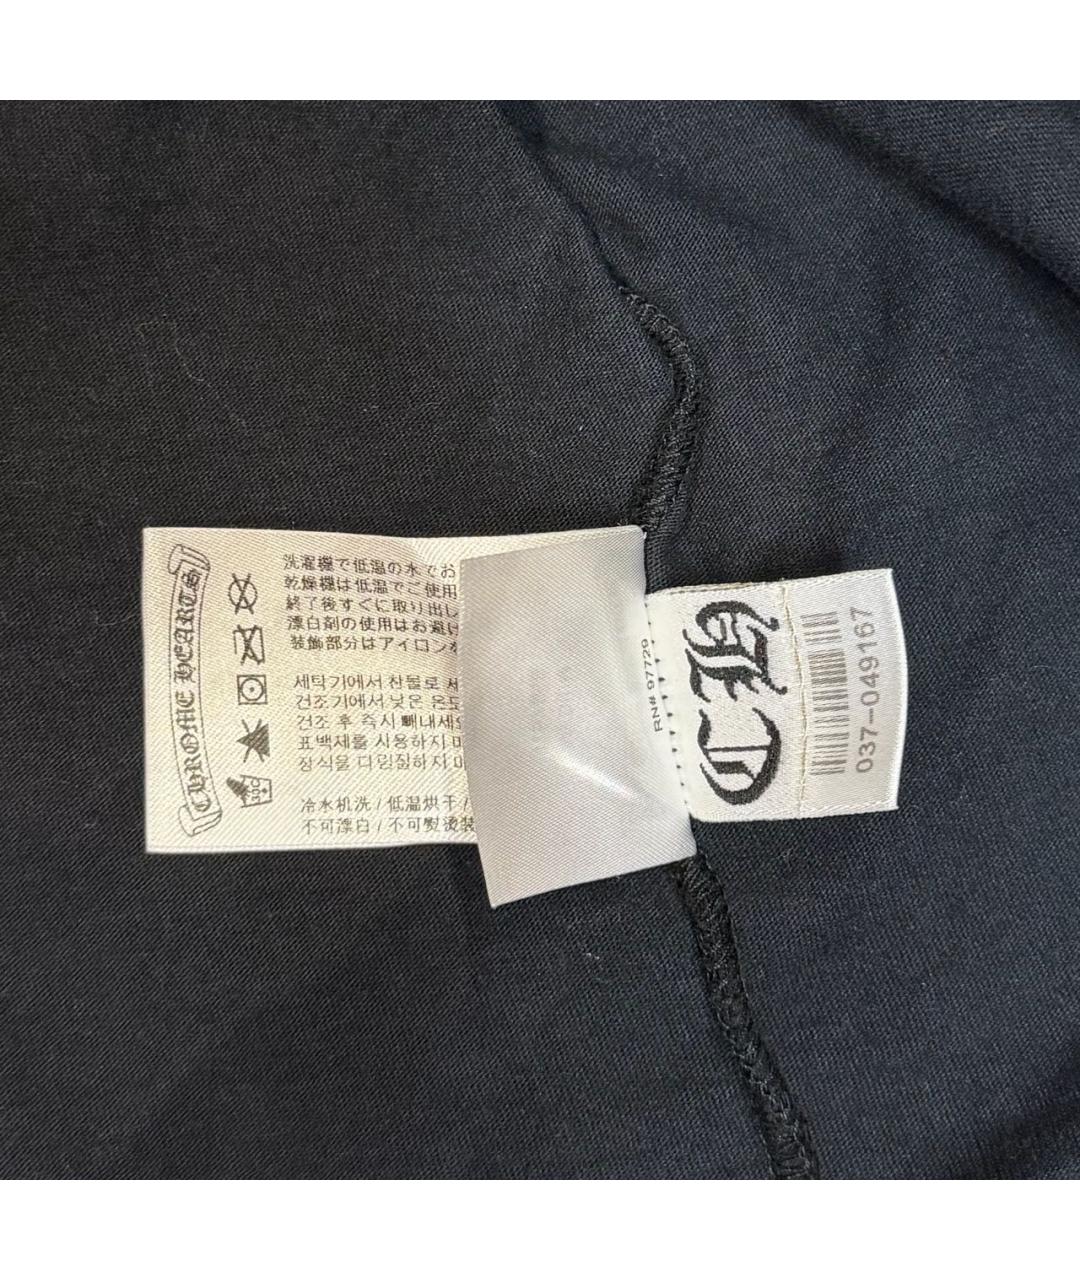 CHROME HEARTS
洗濯機で低温の水でお
乾燥機は低温でご使用
終了後すぐに取り出し
漂白剤の使用はお避け
装飾部分はアイロン
세탁기에서 찬물로 세
건조기에서 낮은 온도
건조 후 즉시 빼내세요
표백제를 사용하지 마
장식을 다림질하지 마
冷水机洗 / 低温烘干 /
不可漂白 / 不可熨烫装
30C
RN# 97726
037-049167